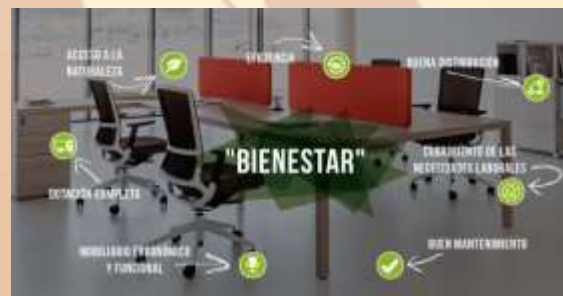 ACCESO A LA
NATURALEZA
EFICIENCIA
BUENA DISTRIBUCIÓN
"BIENESTAR"
CUBRIMIENTO DE LAS
NECESIDADES LABORALES
DOTACIÓN COMPLETA
MOBILIARIO ERGONÓMICO
Y FUNCIONAL
BUEN MANTENIMIENTO